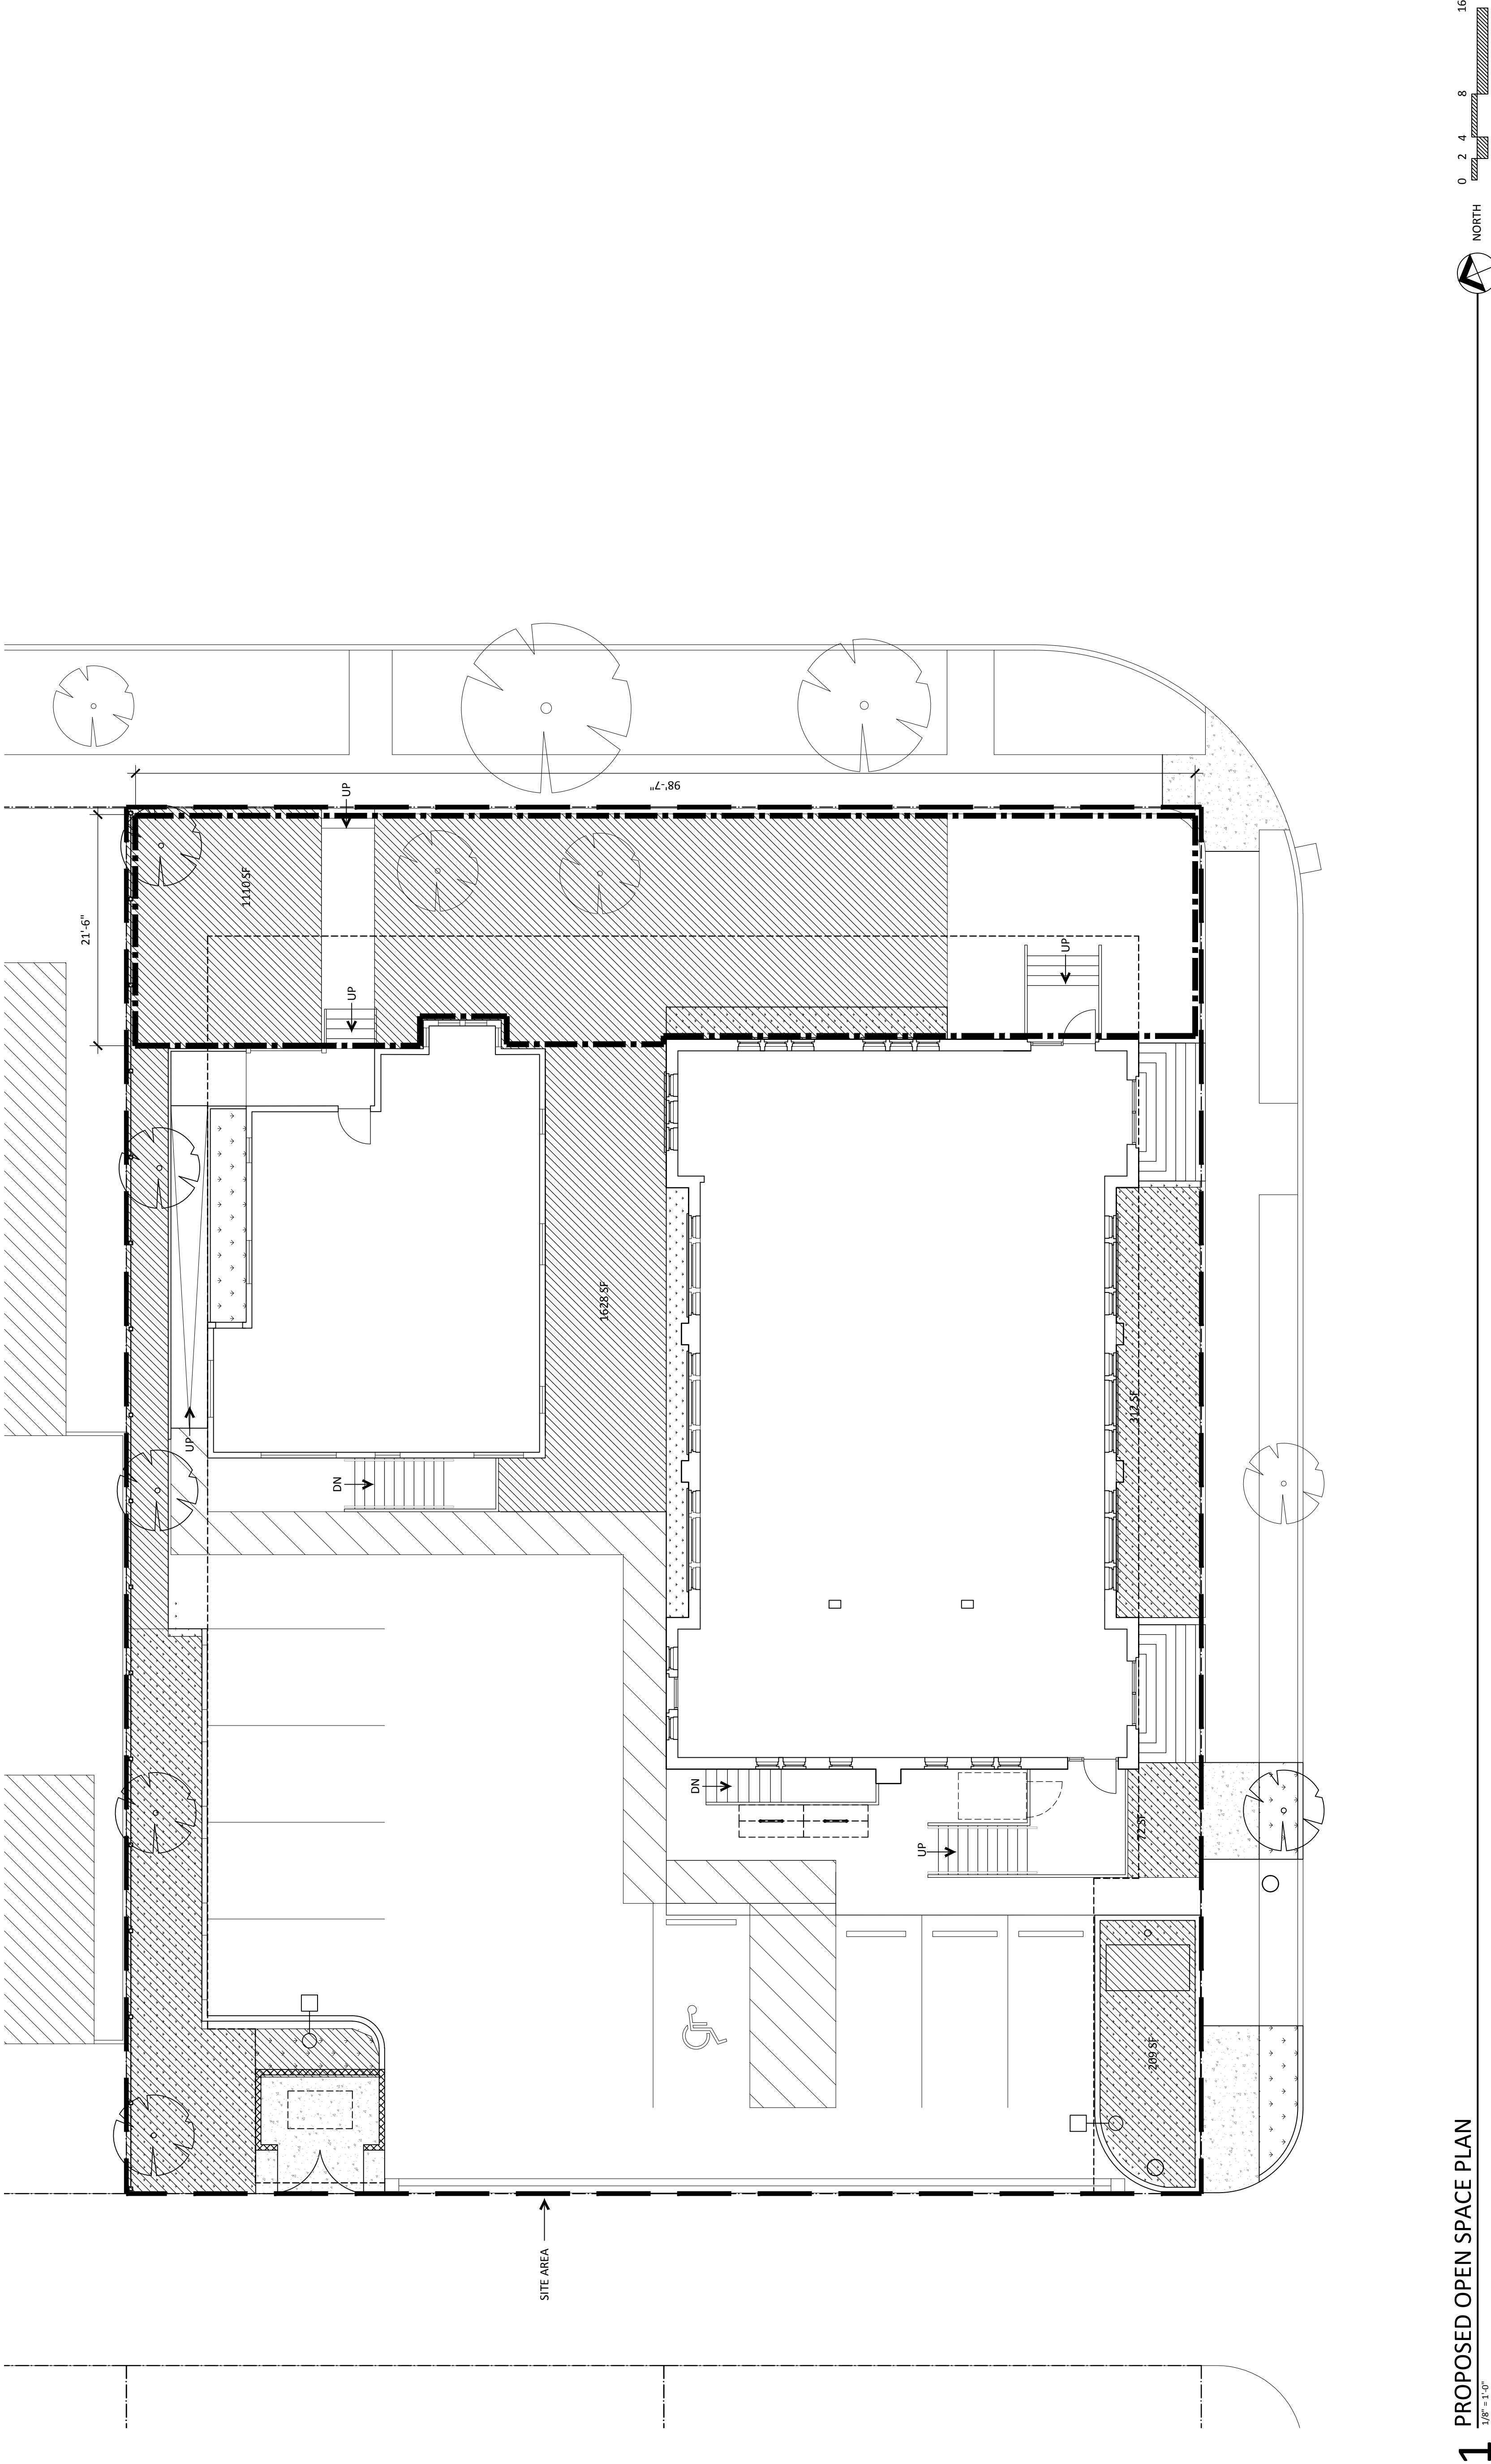 21'-6"
98'-7"
UP
1110 SF
UP
UP
1628 SF
UP
DN
312 SF
DN
UP
72 SF
209 SF
SITE AREA
1
PROPOSED OPEN SPACE PLAN
1/8" = 1'-0"
NORTH
0 2 4 8 16